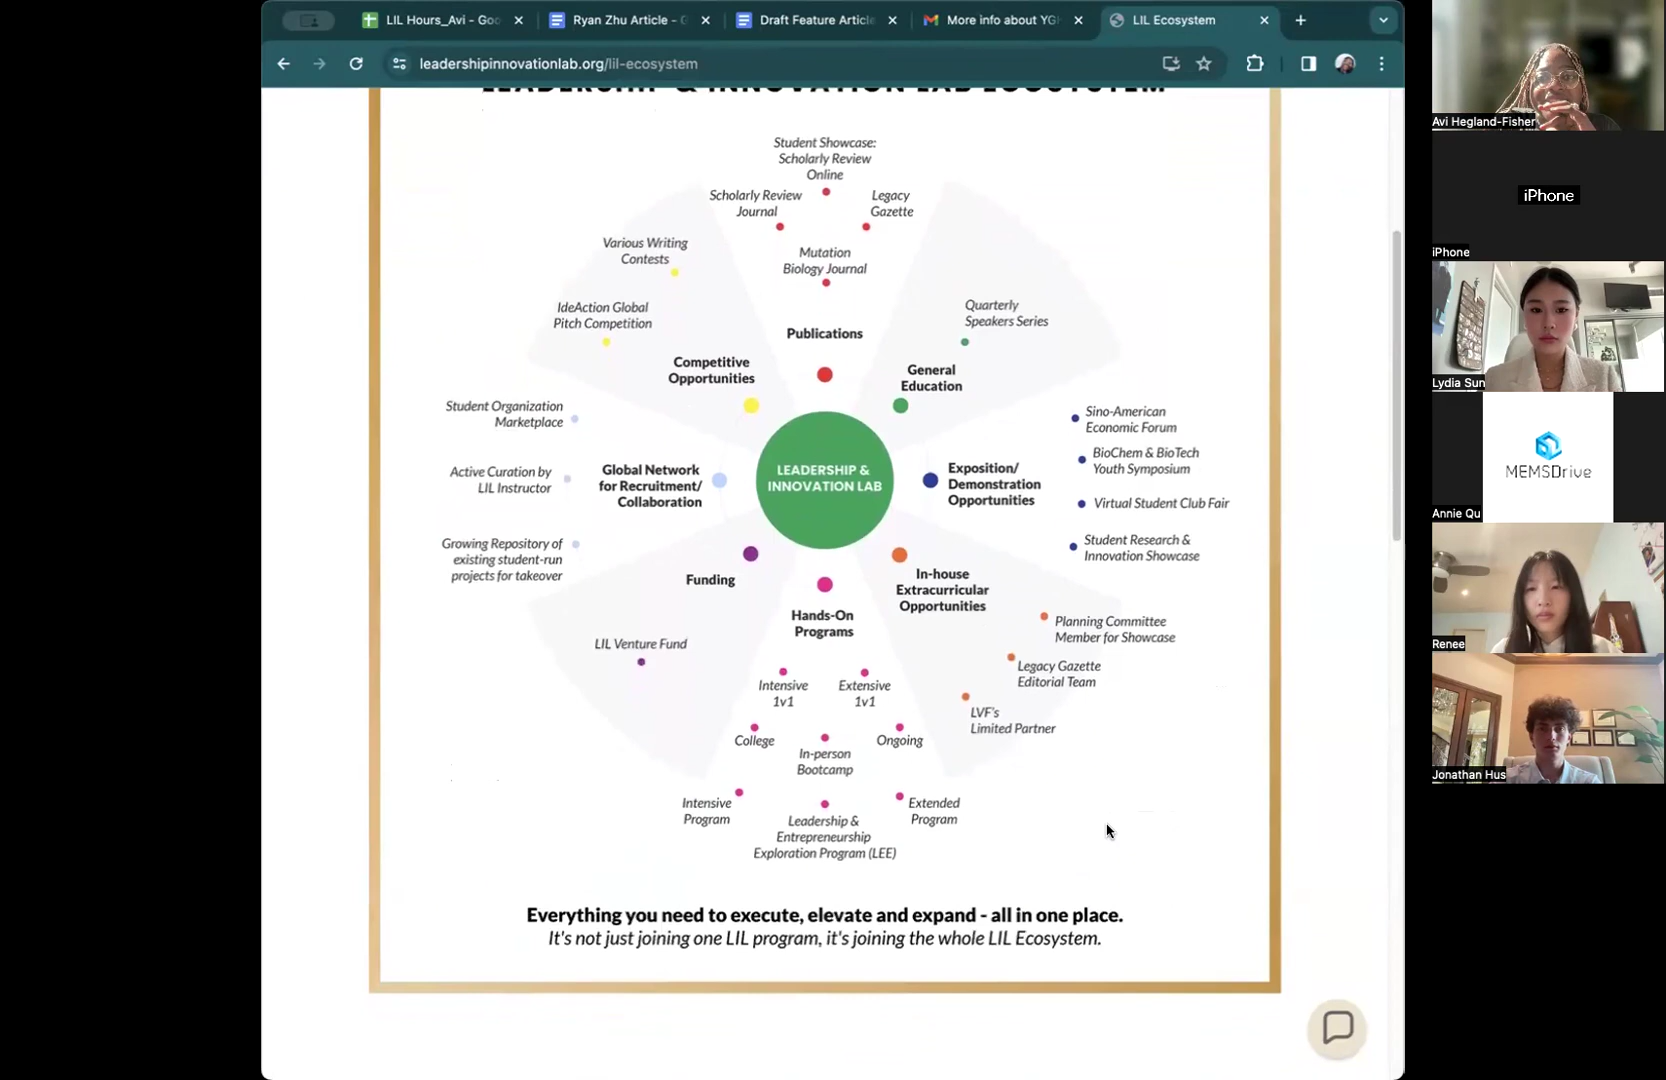 LIL Hours_Avi - Goo
Ryan Zhu Article - G
Draft Feature Article
More info about YGI
LIL Ecosystem
leadershipinnovationlab.org/lil-ecosystem
LEADERSHIP & INNOVATION LAB ECOSYSTEM
Student Showcase:
Scholarly Review
Online
Scholarly Review
Journal
Legacy
Gazette
Mutation
Biology Journal
Publications
Various Writing
Contests
IdeAction Global
Pitch Competition
Competitive
Opportunities
Quarterly
Speakers Series
General
Education
Student Organization
Marketplace
Active Curation by
LIL Instructor
Growing Repository of
existing student-run
projects for takeover
Global Network
for Recruitment/
Collaboration
LEADERSHIP &
INNOVATION LAB
Exposition/
Demonstration
Opportunities
Sino-American
Economic Forum
BioChem & BioTech
Youth Symposium
Virtual Student Club Fair
Student Research &
Innovation Showcase
Funding
LIL Venture Fund
Hands-On
Programs
In-house
Extracurricular
Opportunities
Planning Committee
Member for Showcase
Legacy Gazette
Editorial Team
LVF's
Limited Partner
Intensive
1v1
Extensive
1v1
College
In-person
Bootcamp
Ongoing
Intensive
Program
Leadership &
Entrepreneurship
Exploration Program (LEE)
Extended
Program
Everything you need to execute, elevate and expand - all in one place.
It's not just joining one LIL program, it's joining the whole LIL Ecosystem.
Avi Hegland-Fisher
iPhone
iPhone
Lydia Sun
MEMSDrive
Annie Qu
Renee
Jonathan Hus